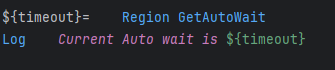 ${timeout}=    Region GetAutoWait
Log    Current Auto wait is ${timeout}